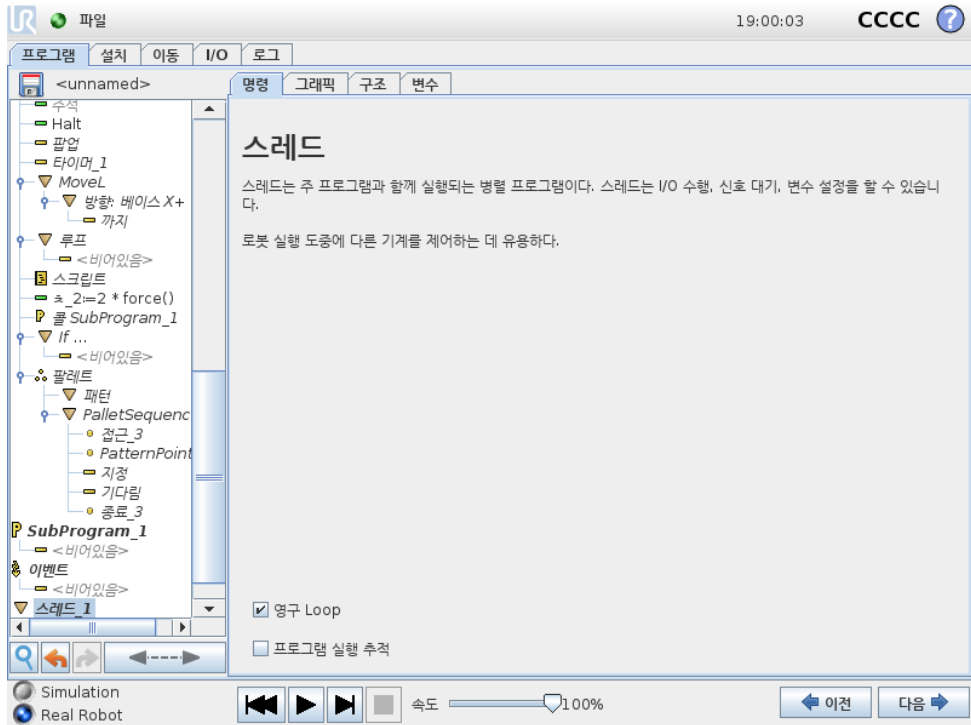 파일
19:00:03
CCCC
프로그램 설치 이동 I/O 로그
<unnamed>
명령 그래픽 구조 변수
주석
Halt
팝업
타이머_1
MoveL
방향: 베이스 X+
까지
루프
<비어있음>
스크립트
ㅊ_2:=2 * force()
콜 SubProgram_1
If ...
<비어있음>
팔레트
패턴
PalletSequenc
접근_3
PatternPoint
지정
기다림
종료_3
SubProgram_1
<비어있음>
이벤트
<비어있음>
스레드_1
스레드
스레드는 주 프로그램과 함께 실행되는 병렬 프로그램이다. 스레드는 I/O 수행, 신호 대기, 변수 설정을 할 수 있습니
다.
로봇 실행 도중에 다른 기계를 제어하는 데 유용하다.
영구 Loop
프로그램 실행 추적
Simulation
Real Robot
속도 100%
이전 다음